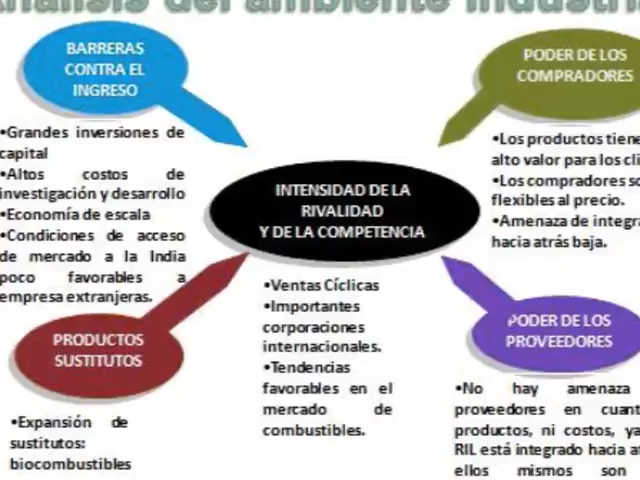 Análisis del ambiente industri
BARRERAS
CONTRA EL
INGRESO
•Grandes inversiones de
capital
•Altos costos de
investigación y desarrollo
•Economía de escala
•Condiciones de acceso
de mercado a la India
poco favorables a
empresa extranjeras.
PODER DE LOS
COMPRADORES
•Los productos tiene
alto valor para los cli
•Los compradores so
flexibles al precio.
•Amenaza de integra
hacia atrás baja.
INTENSIDAD DE LA
RIVALIDAD
Y DE LA COMPETENCIA
•Ventas Cíclicas
•Importantes
corporaciones
internacionales.
•Tendencias
favorables en el
mercado de
combustibles.
PRODUCTOS
SUSTITUTOS
•Expansión de
sustitutos:
biocombustibles
PODER DE LOS
PROVEEDORES
•No hay amenaza
proveedores en cuant
productos, ni costos, ya
RIL está integrado hacia at
ellos mismos son